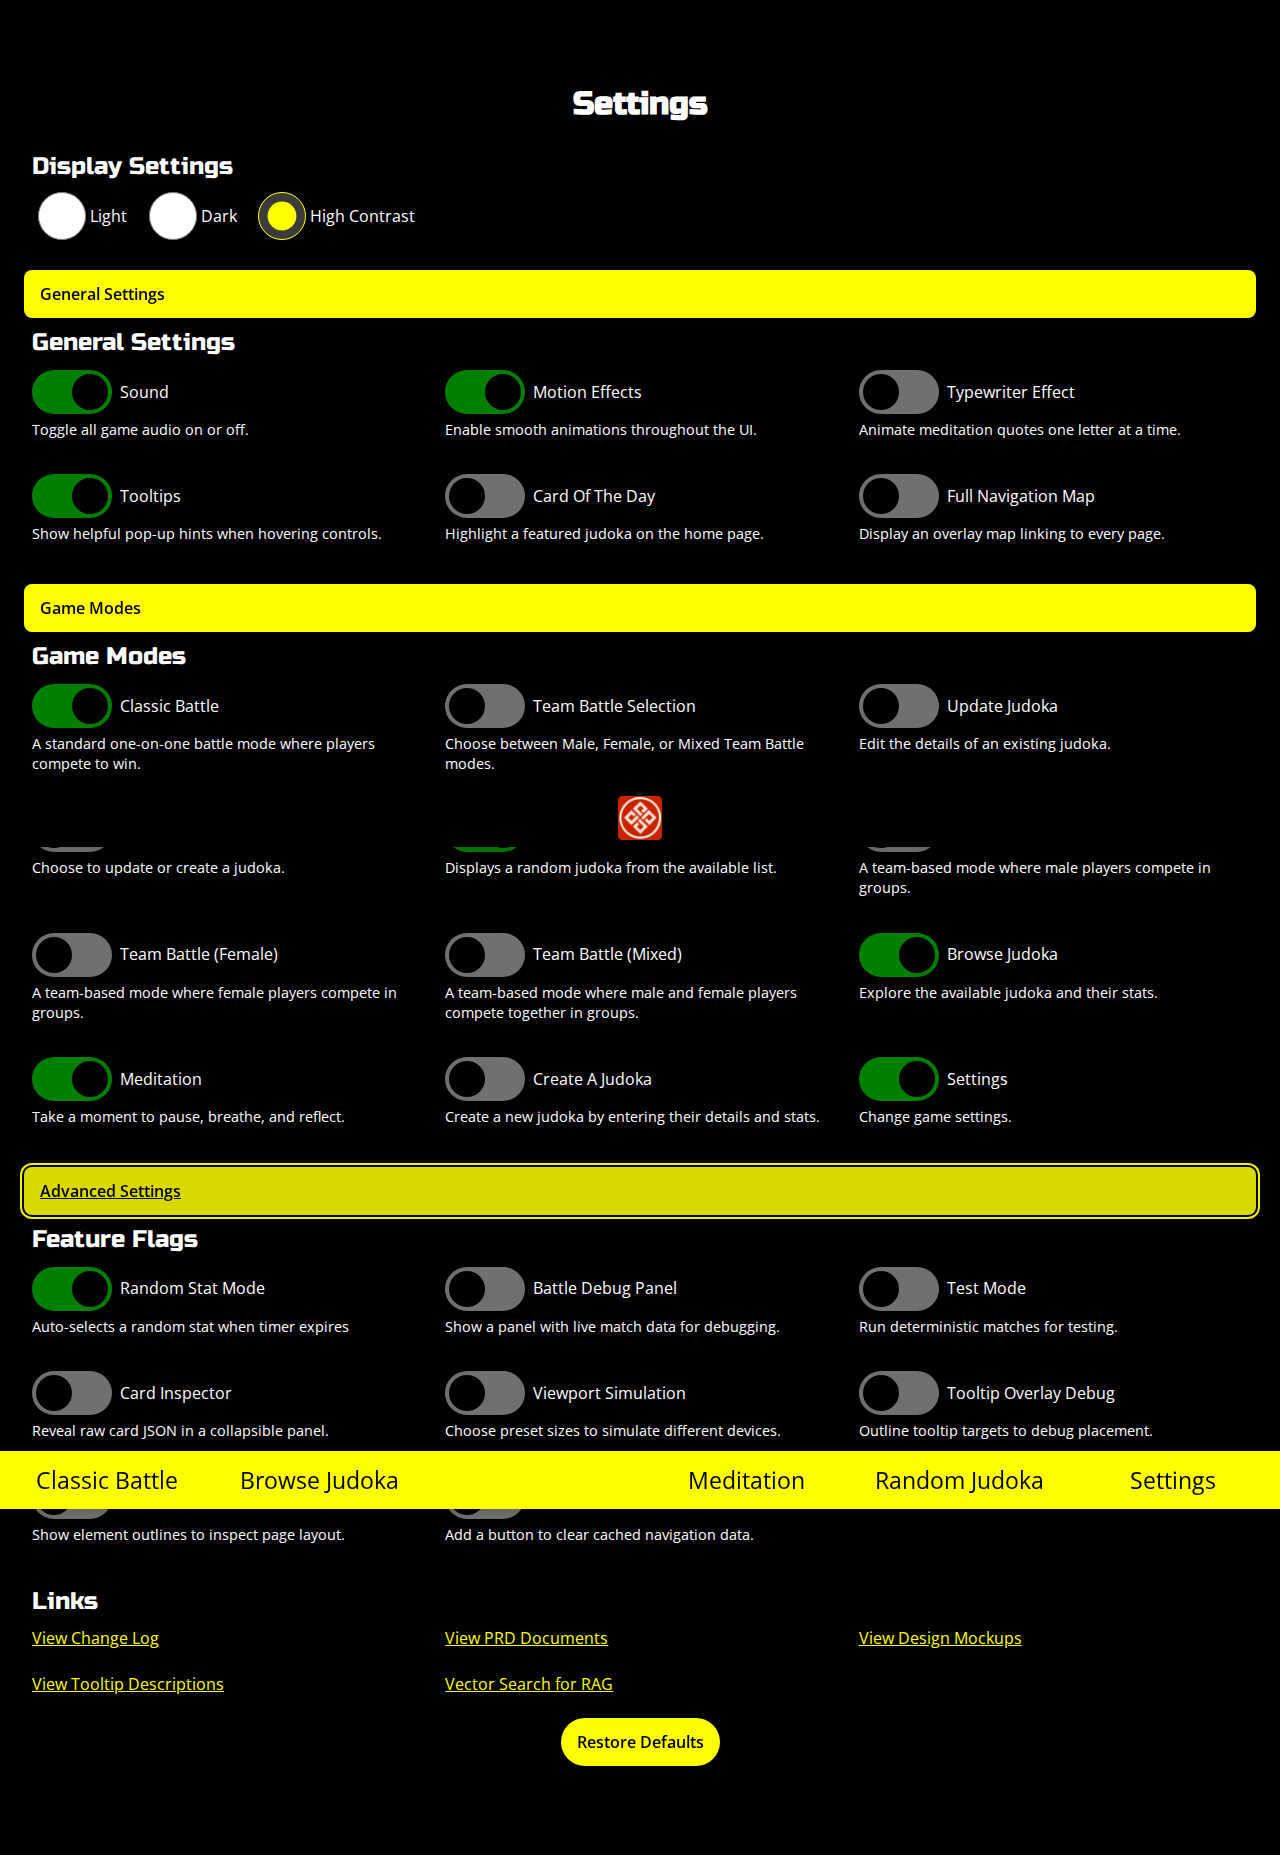 Settings
Display Settings
Light Dark High Contrast
General Settings
General Settings
Sound Motion Effects Typewriter Effect
Toggle all game audio on or off. Enable smooth animations throughout the UI. Animate meditation quotes one letter at a time.
Tooltips Card Of The Day Full Navigation Map
Show helpful pop-up hints when hovering controls. Highlight a featured judoka on the home page. Display an overlay map linking to every page.
Game Modes
Game Modes
Classic Battle Team Battle Selection Update Judoka
A standard one-on-one battle mode where players Choose between Male, Female, or Mixed Team Battle Edit the details of an existing judoka.
compete to win. modes.
Choose to update or create a judoka. Displays a random judoka from the available list. A team-based mode where male players compete in
groups.
Team Battle (Female) Team Battle (Mixed) Browse Judoka
A team-based mode where female players compete in A team-based mode where male and female players Explore the available judoka and their stats.
groups. compete together in groups.
Meditation Create A Judoka Settings
Take a moment to pause, breathe, and reflect. Create a new judoka by entering their details and stats. Change game settings.
Advanced Settings
Feature Flags
Random Stat Mode Battle Debug Panel Test Mode
Auto-selects a random stat when timer expires Show a panel with live match data for debugging. Run deterministic matches for testing.
Card Inspector Viewport Simulation Tooltip Overlay Debug
Reveal raw card JSON in a collapsible panel. Choose preset sizes to simulate different devices. Outline tooltip targets to debug placement.
Classic Battle Browse Judoka Meditation Random Judoka Settings
Show element outlines to inspect page layout. Add a button to clear cached navigation data.
Links
View Change Log View PRD Documents View Design Mockups
View Tooltip Descriptions Vector Search for RAG
Restore Defaults